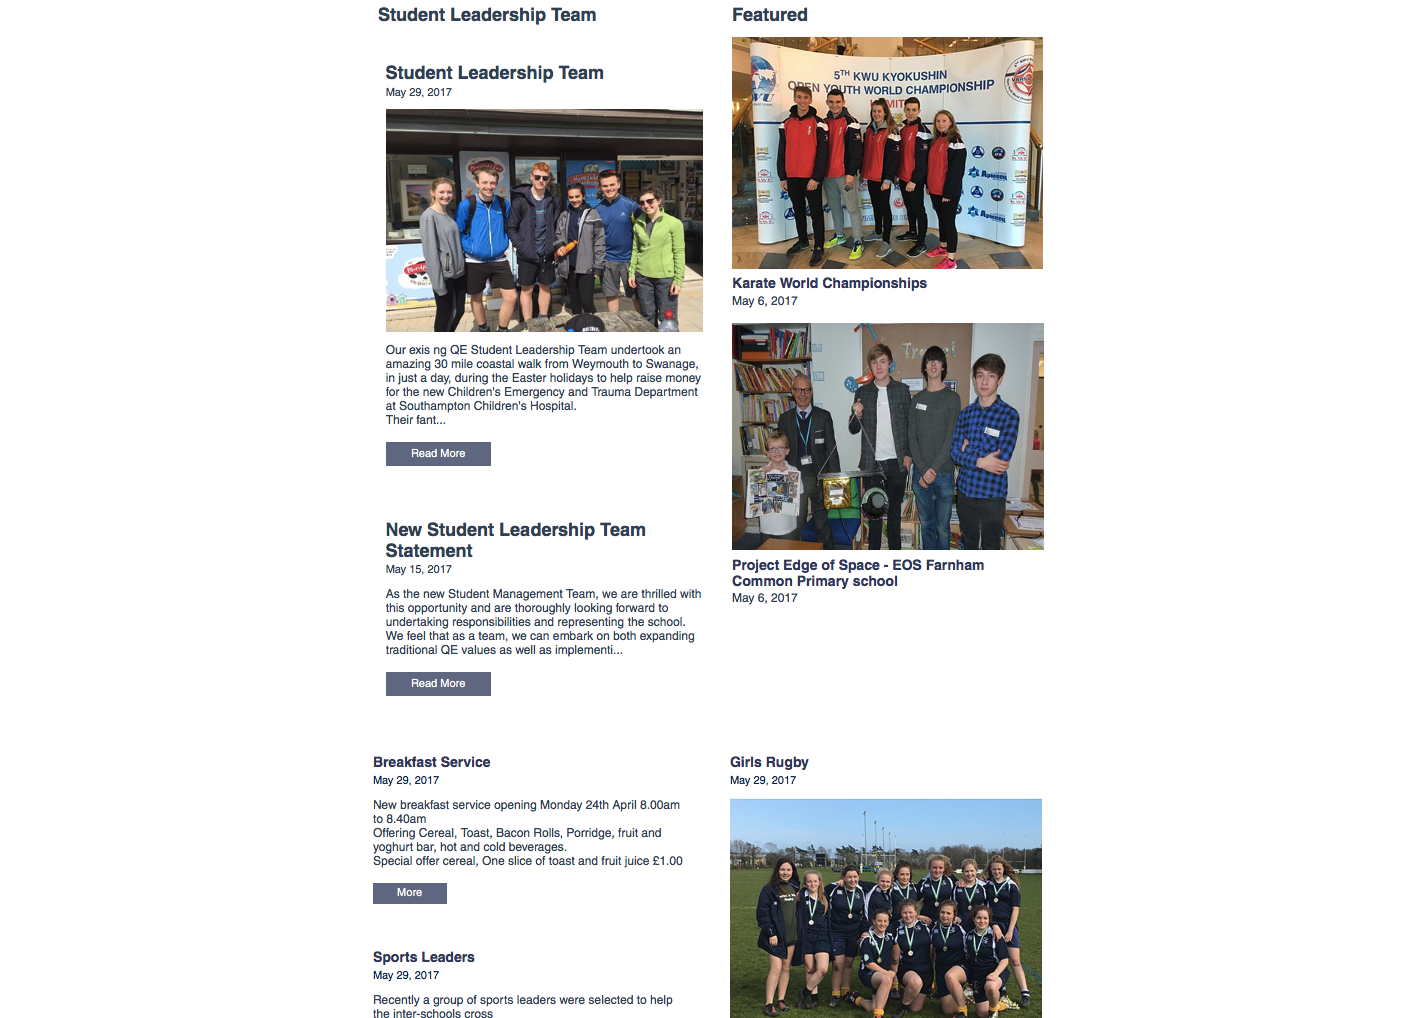 Student Leadership Team
Student Leadership Team
May 29, 2017
Our exis ng QE Student Leadership Team undertook an
amazing 30 mile coastal walk from Weymouth to Swanage,
in just a day, during the Easter holidays to help raise money
for the new Children's Emergency and Trauma Department
at Southampton Children's Hospital.
Their fant...
Read More
New Student Leadership Team
Statement
May 15, 2017
As the new Student Management Team, we are thrilled with
this opportunity and are thoroughly looking forward to
undertaking responsibilities and representing the school.
We feel that as a team, we can embark on both expanding
traditional QE values as well as implementi...
Read More
Featured
5TH KWU KYOKUSHIN
OPEN YOUTH WORLD CHAMPIONSHIP
Karate World Championships
May 6, 2017
Travel
Project Edge of Space - EOS Farnham
Common Primary school
May 6, 2017
Breakfast Service
May 29, 2017
New breakfast service opening Monday 24th April 8.00am
to 8.40am
Offering Cereal, Toast, Bacon Rolls, Porridge, fruit and
yoghurt bar, hot and cold beverages.
Special offer cereal, One slice of toast and fruit juice £1.00
More
Sports Leaders
May 29, 2017
Recently a group of sports leaders were selected to help
the inter-schools cross
Girls Rugby
May 29, 2017